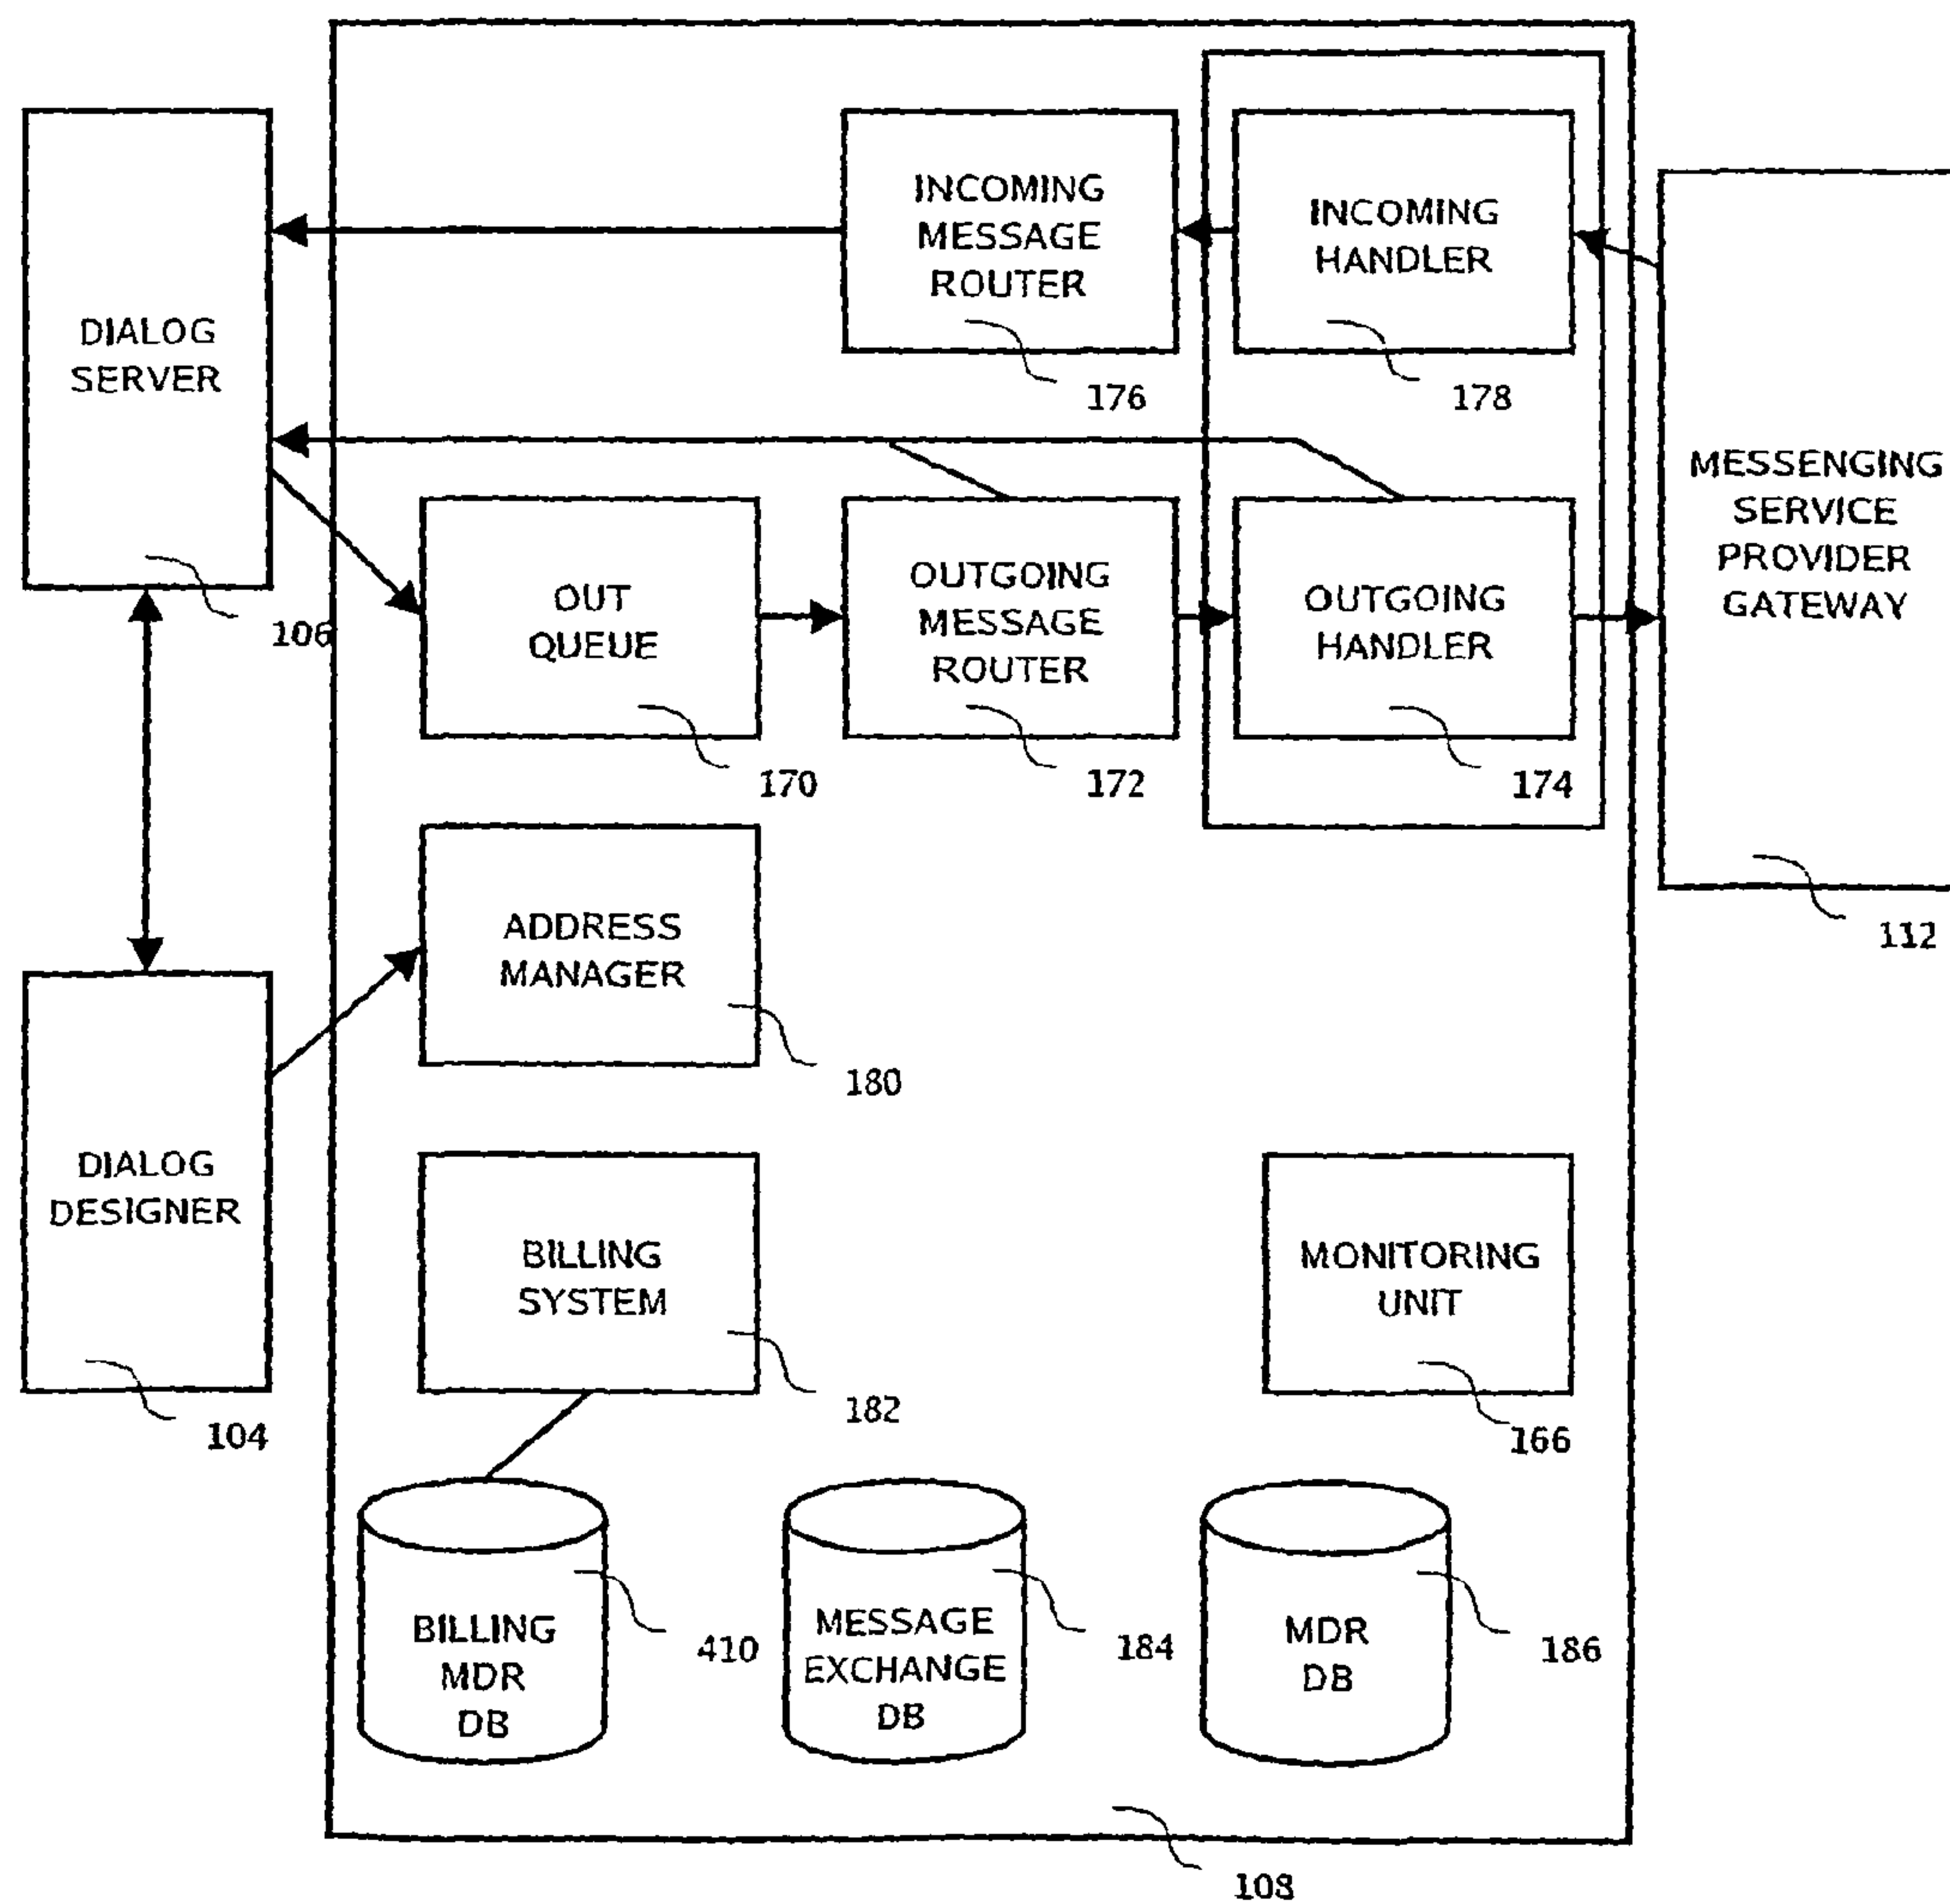 INCOMING
MESSAGE
ROUTER
176
INCOMING
HANDLER
178
DIALOG
SERVER
106
MESSENGING
SERVICE
PROVIDER
GATEWAY
112
OUT
QUEUE
170
OUTGOING
MESSAGE
ROUTER
172
OUTGOING
HANDLER
174
ADDRESS
MANAGER
180
DIALOG
DESIGNER
104
BILLING
SYSTEM
182
MONITORING
UNIT
166
BILLING
MDR
DB
410
MESSAGE
EXCHANGE
DB
184
MDR
DB
186
108